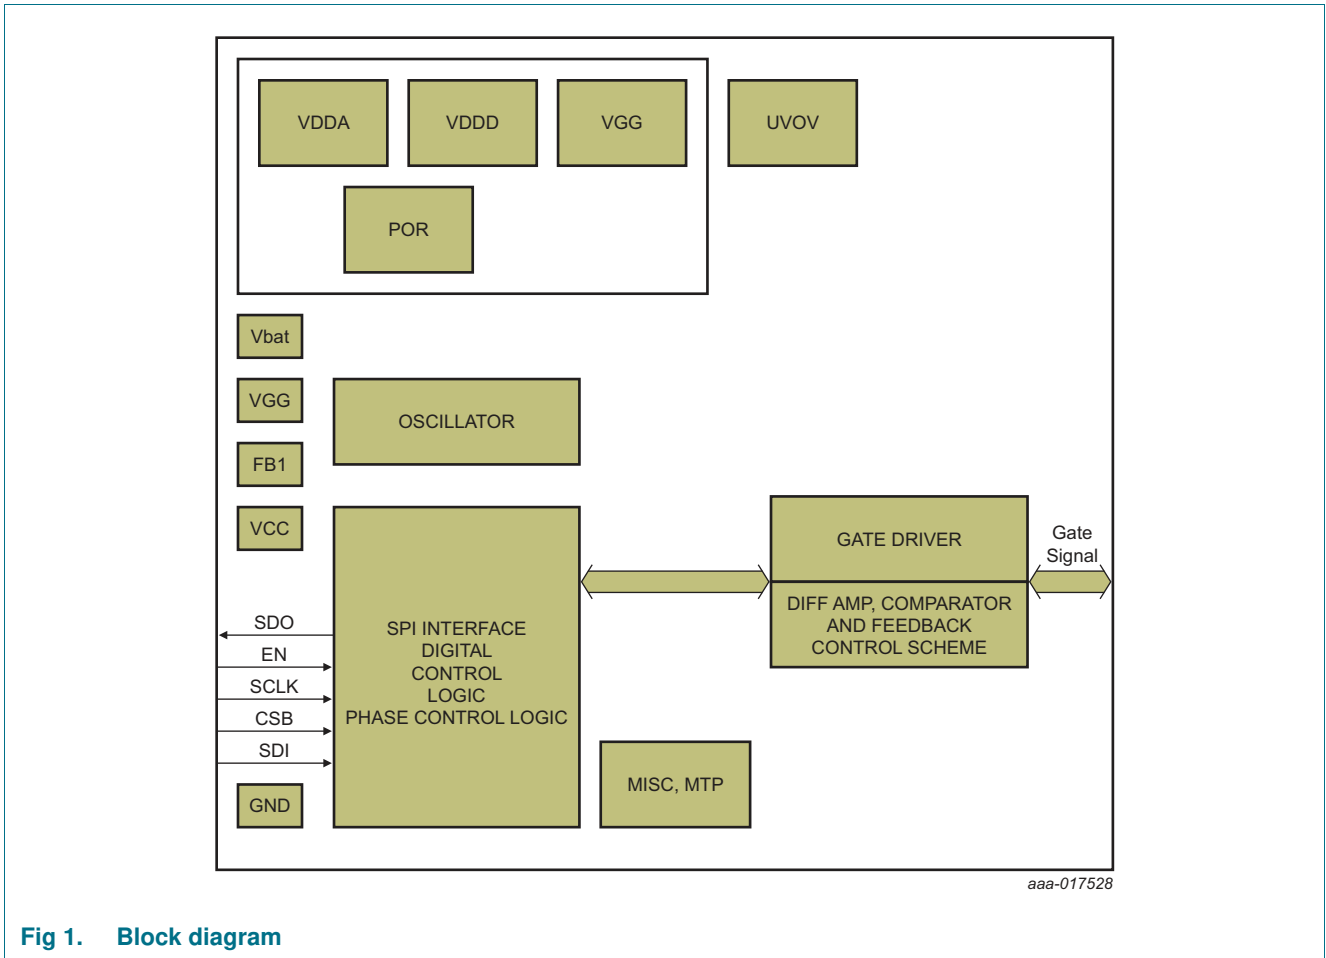 VDDA
VDDD
VGG
UVOV
POR
Vbat
VGG
OSCILLATOR
FB1
VCC
GATE DRIVER
Gate
Signal
DIFF AMP, COMPARATOR
AND FEEDBACK
CONTROL SCHEME
SDO
EN
SCLK
CSB
SDI
SPI INTERFACE
DIGITAL
CONTROL
LOGIC
PHASE CONTROL LOGIC
MISC, MTP
GND
aaa-017528
Fig 1. Block diagram